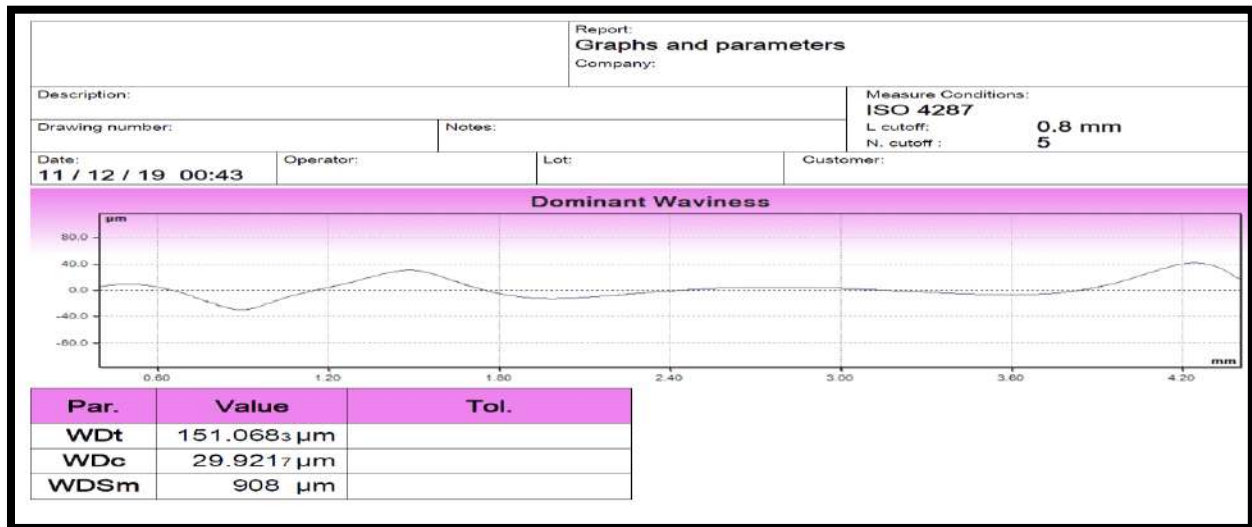 Report:
Graphs and parameters
Company:
Description:
Measure Conditions:
ISO 4287
Drawing number:
Notes:
L cutoff: 0.8 mm
N. cutoff : 5
Date:
11 / 12 / 19 00:43
Operator:
Lot:
Customer:
Dominant Waviness
µm
80.0
40.0
0.0
-40.0
-80.0
mm
0.60 1.20 1.80 2.40 3.00 3.60 4.20
Par. Value Tol.
WDt 151.0683 µm
WDc 29.9217 µm
WDSm 908 µm